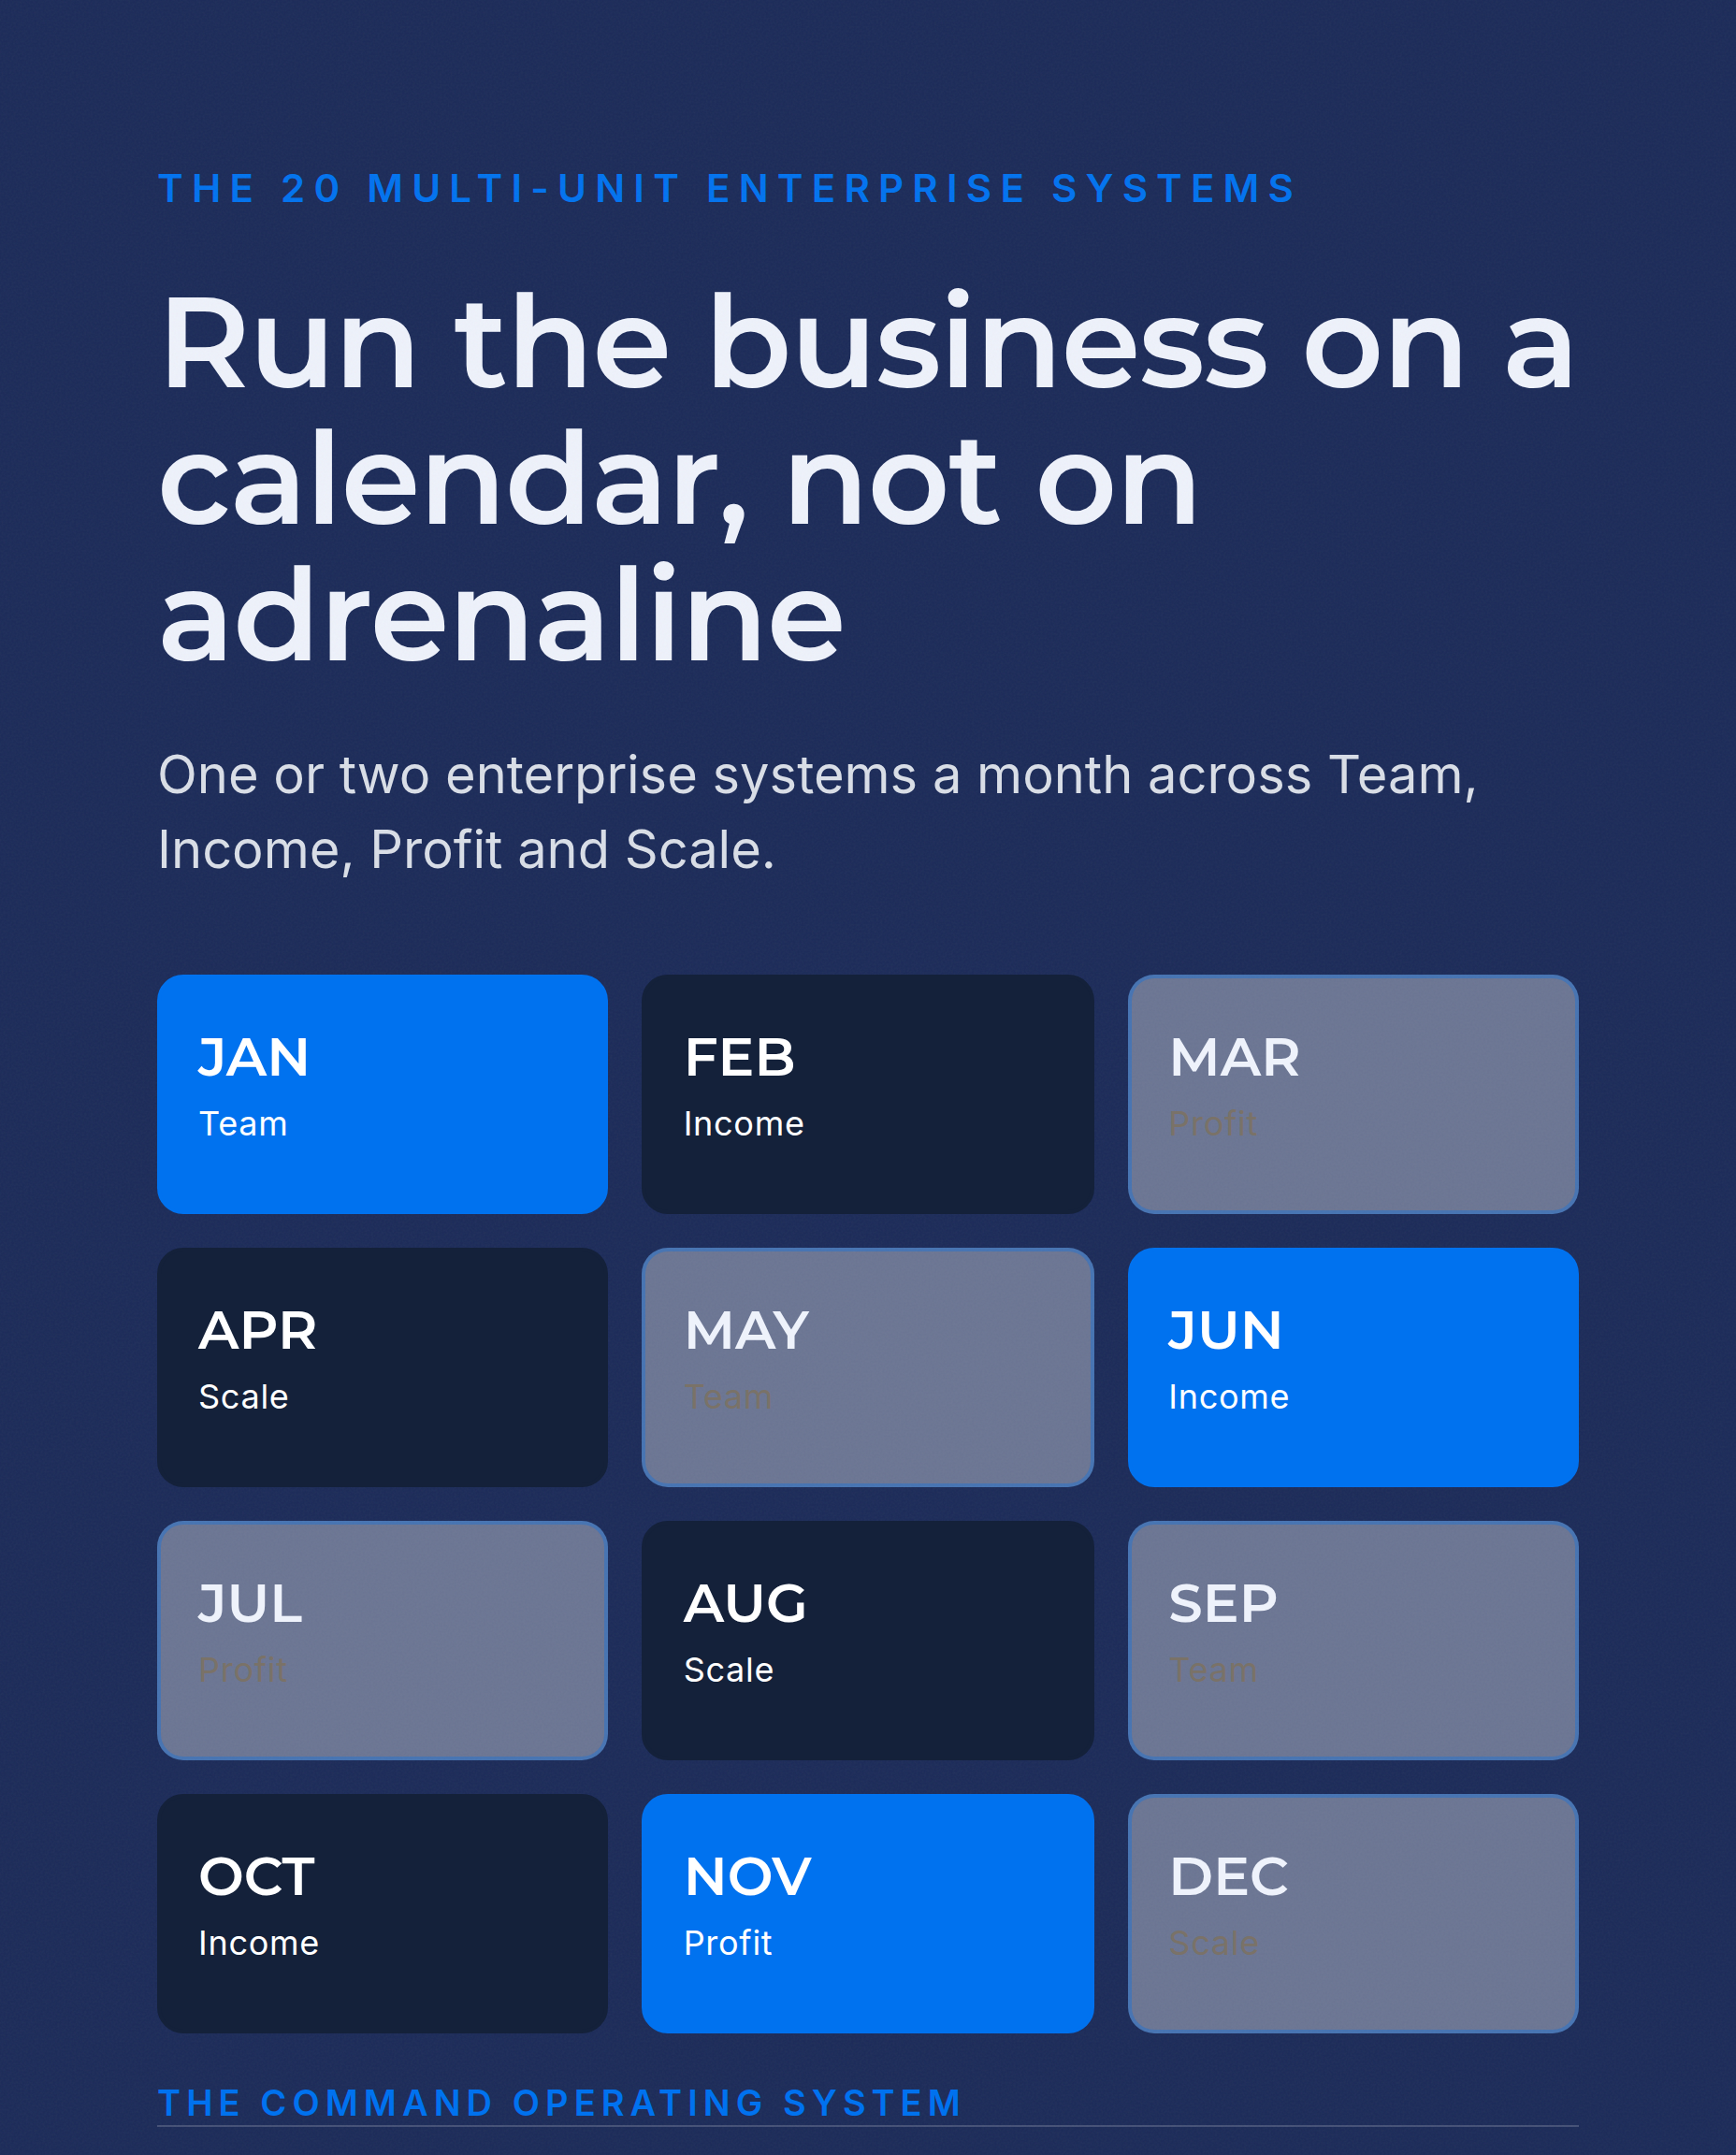 THE 20 MULTI-UNIT ENTERPRISE SYSTEMS
Run the business on a
calendar, not on
adrenaline
One or two enterprise systems a month across Team,
Income, Profit and Scale.
JAN
Team
FEB
Income
MAR
Profit
APR
Scale
MAY
Team
JUN
Income
JUL
Profit
AUG
Scale
SEP
Team
OCT
Income
NOV
Profit
DEC
Scale
THE COMMAND OPERATING SYSTEM